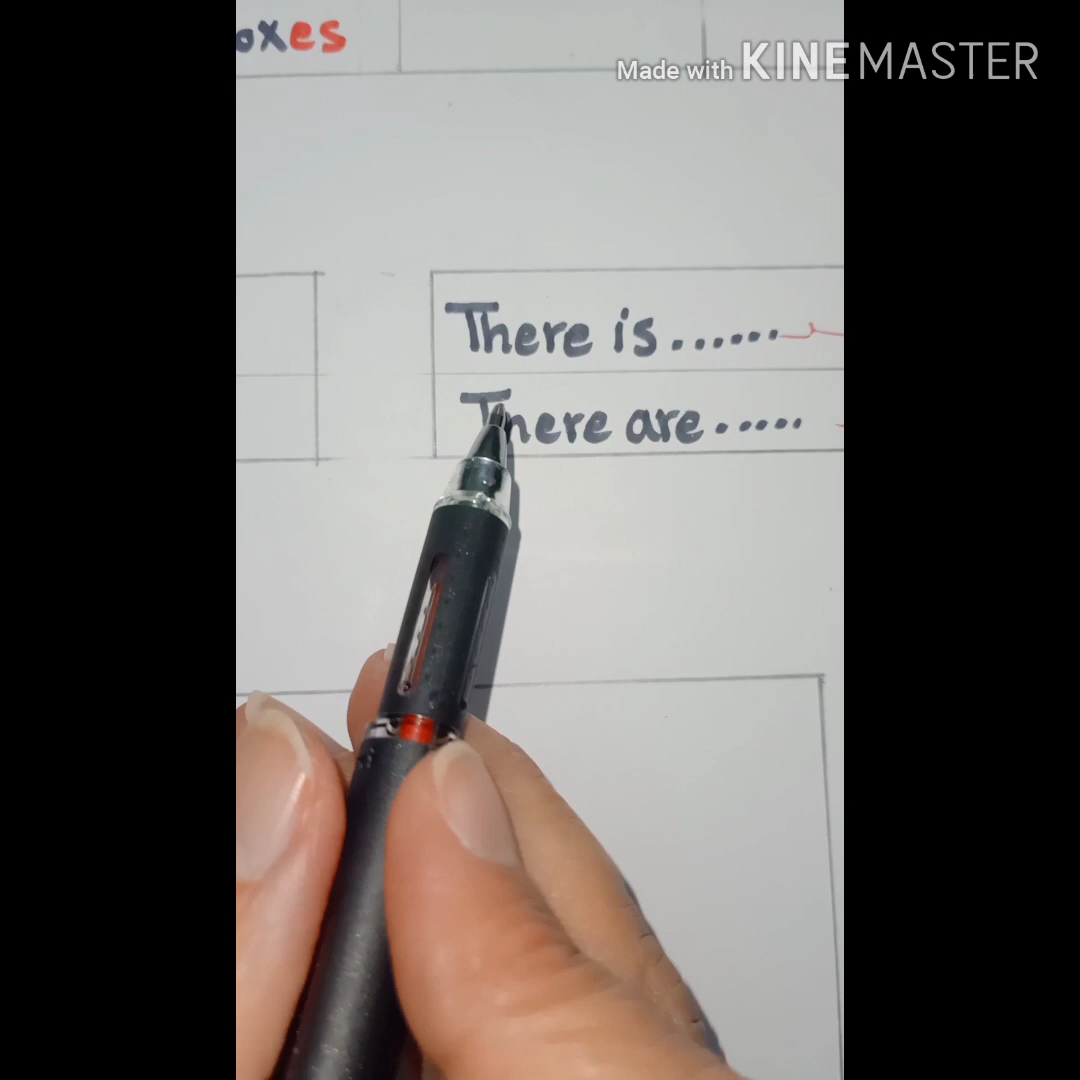 oxes
Made with KINEMASTER
There is ......
There are .....